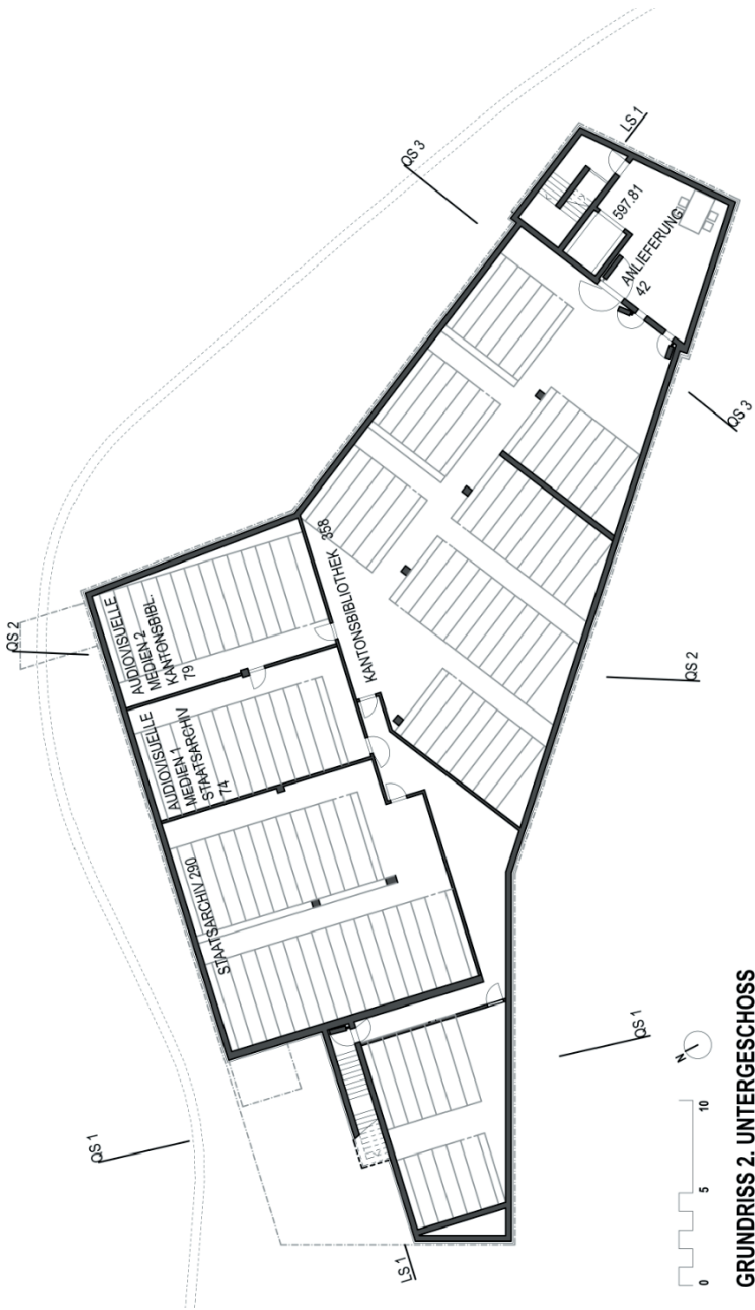 QS 3
LS 1
597.81
ANLIEFERUNG
42
QS 3
QS 2
AUDIOVISUELLE
MEDIEN 2
KANTONSBIBL.
79
KANTONSBIBLIOTHEK 358
AUDIOVISUELLE
MEDIEN 1
STAATSARCHIV
74
STAATSARCHIV 290
QS 2
QS 1
QS 1
LS 1
N
0 5 10
GRUNDRISS 2. UNTERGESCHOSS